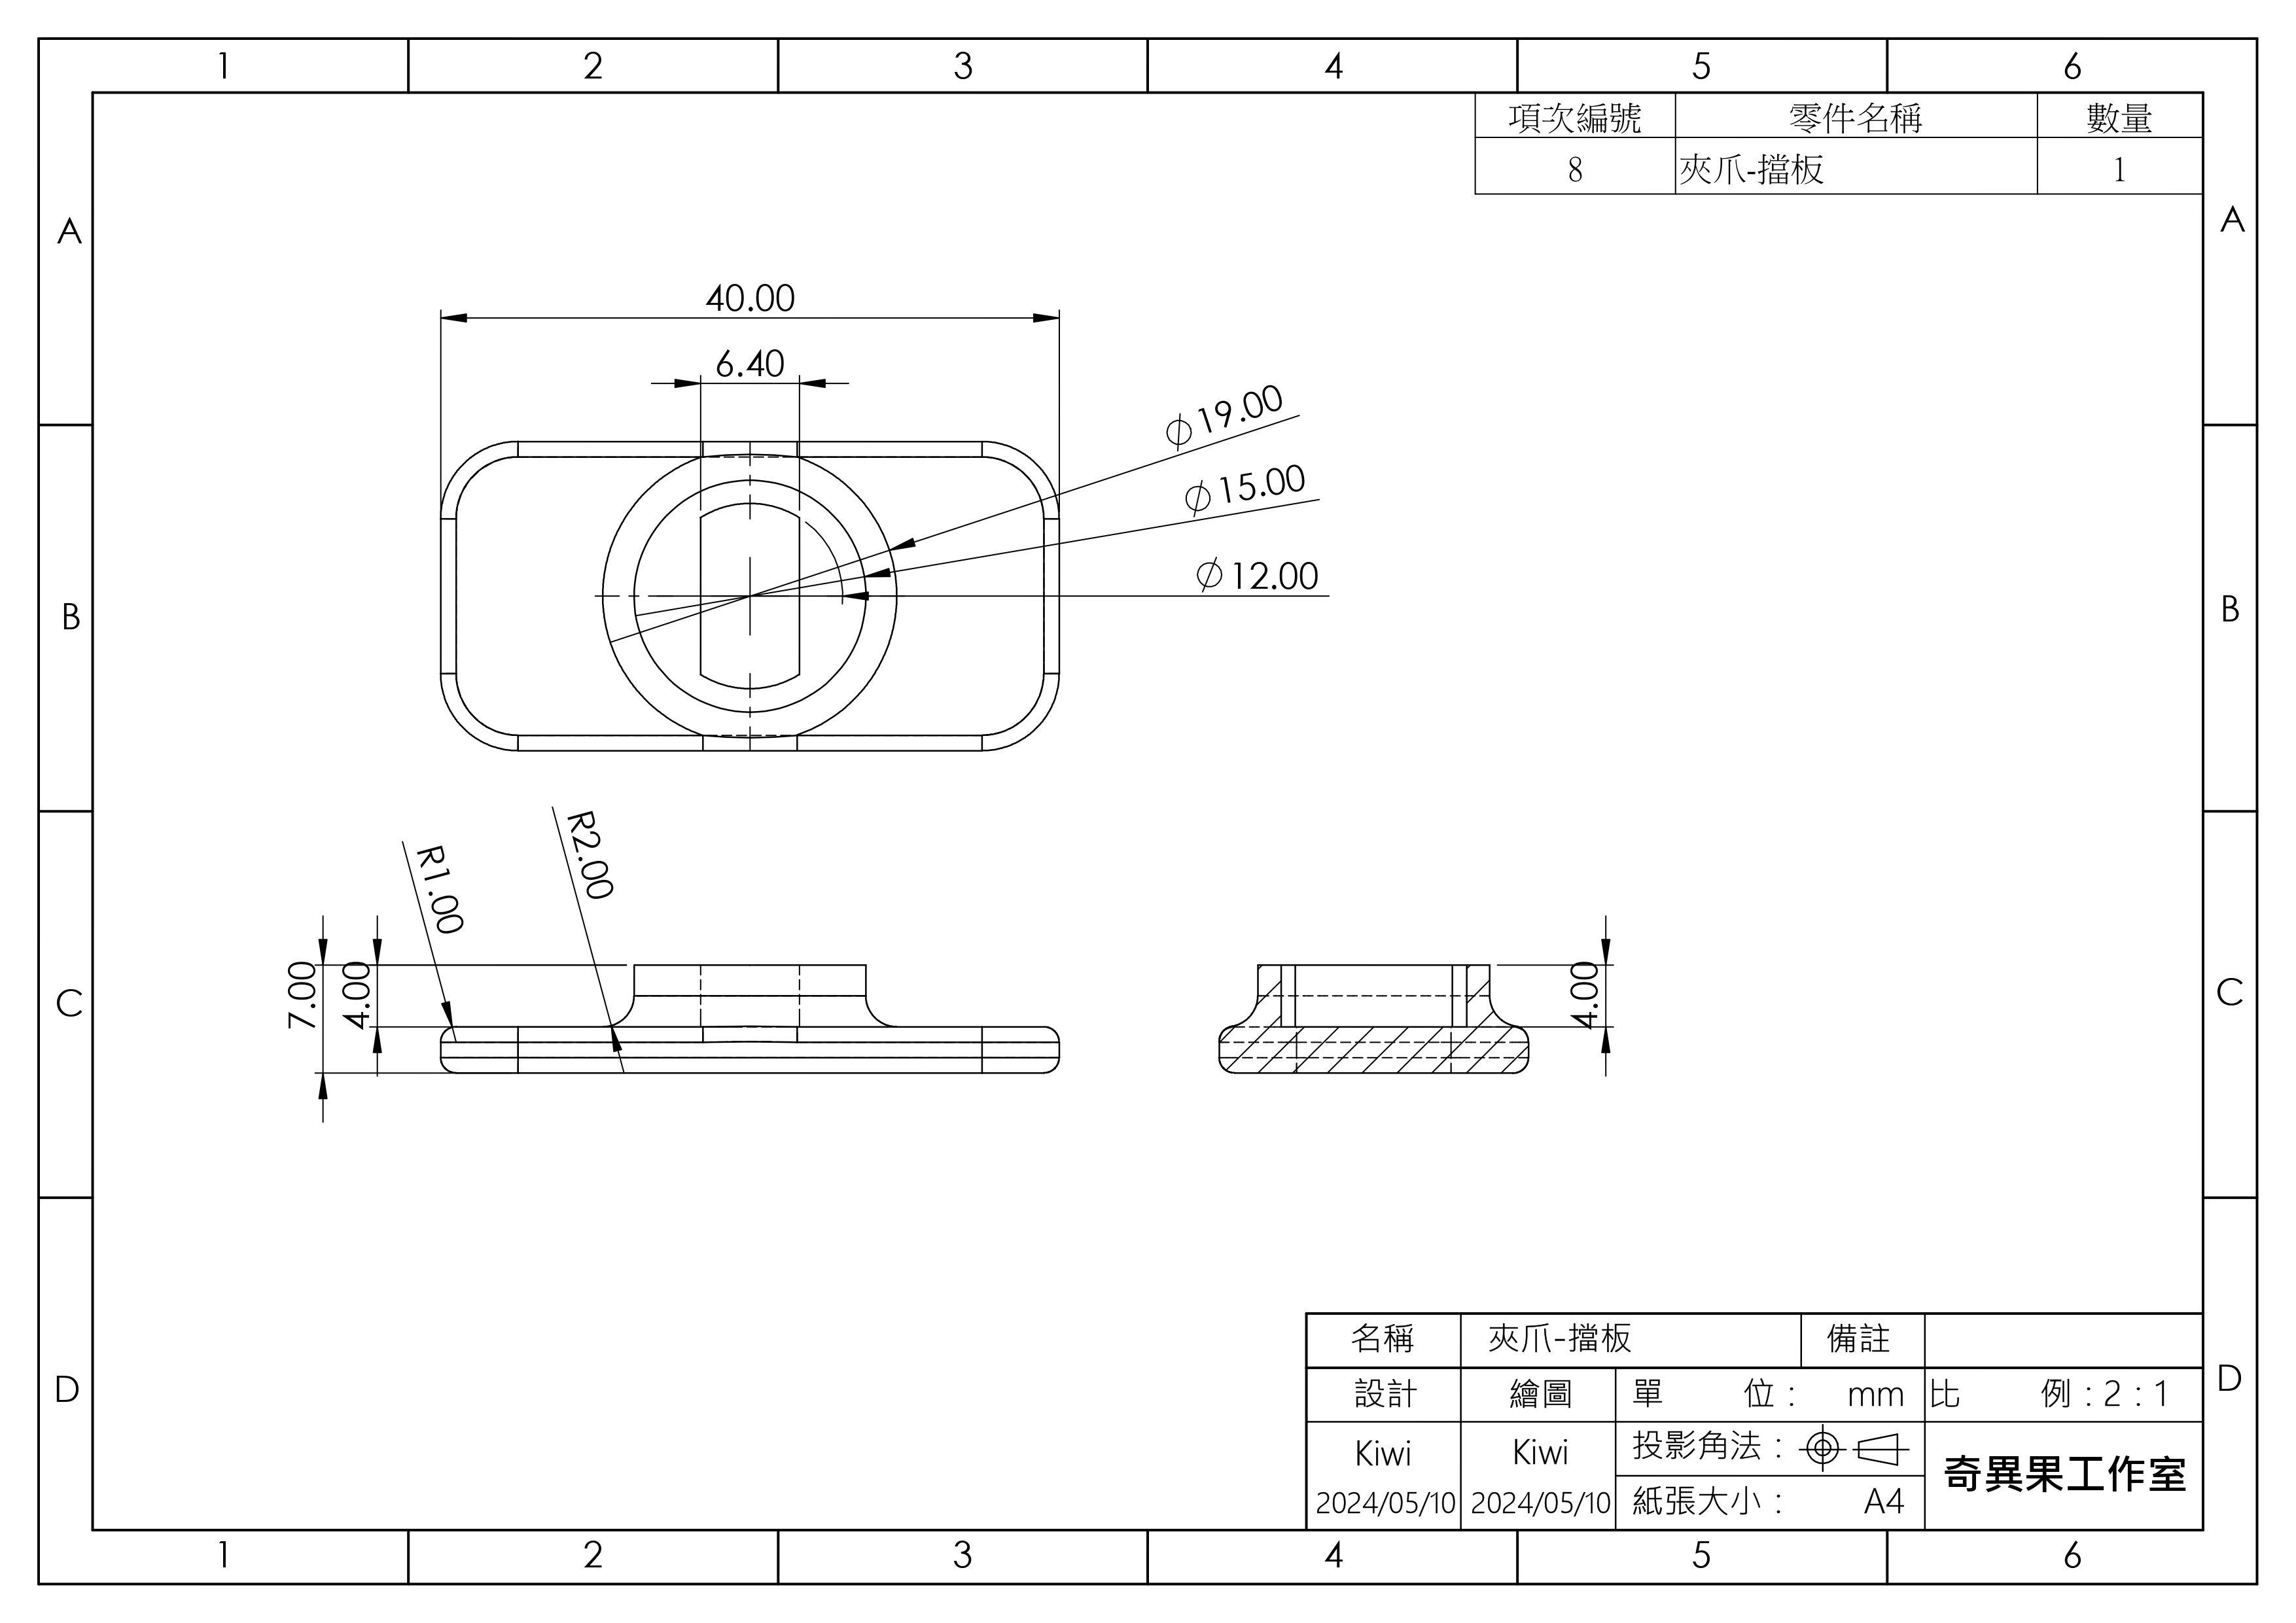 1 2 3 4 5 6
項次編號 零件名稱 數量
8 夾爪-擋板 1
A A
40.00
6.40
⌀19.00
⌀15.00
⌀12.00
B B
R1.00
R2.00
7.00
4.00
4.00
C C
名稱 夾爪-擋板 備註
D D
設計 繪圖 單 位： mm 比 例：2：1
Kiwi Kiwi 投影角法：
奇異果工作室
2024/05/10 2024/05/10 紙張大小： A4
1 2 3 4 5 6